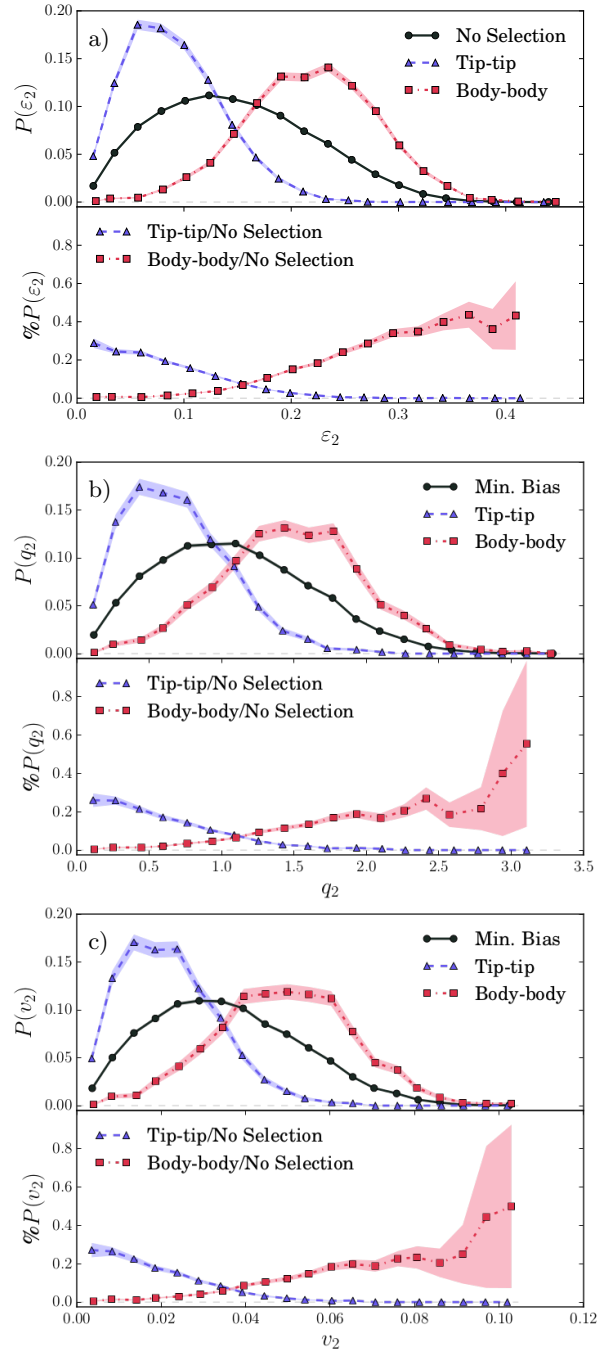 0.20
a)
No Selection
Tip-tip
Body-body
0.15
0.10
0.05
0.00
P(ε₂)
Tip-tip/No Selection
Body-body/No Selection
0.8
0.6
0.4
0.2
0.0
%P(ε₂)
0.0 0.1 0.2 0.3 0.4
ε₂
0.20
b)
Min. Bias
Tip-tip
Body-body
0.15
0.10
0.05
0.00
P(q₂)
Tip-tip/No Selection
Body-body/No Selection
0.8
0.6
0.4
0.2
0.0
%P(q₂)
0.0 0.5 1.0 1.5 2.0 2.5 3.0 3.5
q₂
0.20
c)
Min. Bias
Tip-tip
Body-body
0.15
0.10
0.05
0.00
P(v₂)
Tip-tip/No Selection
Body-body/No Selection
0.8
0.6
0.4
0.2
0.0
%P(v₂)
0.00 0.02 0.04 0.06 0.08 0.10 0.12
v₂